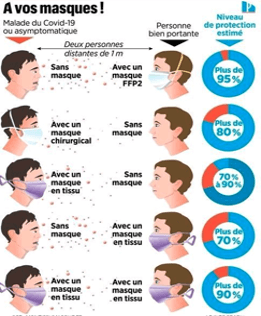 A vos masques !
Malade du Covid-19
ou asymptomatique
Personne
bien portante
Niveau
de protection
estimé
Deux personnes
distantes de 1 m
Sans
masque
Avec un
masque
FFP2
Plus de
95%
Avec un
masque
chirurgical
Sans
masque
Plus de
80%
Avec un
masque
en tissu
Sans
masque
70%
à 90%
Sans
masque
Avec un
masque
en tissu
Plus de
70%
Avec un
masque
en tissu
Avec un
masque
en tissu
Plus de
90%